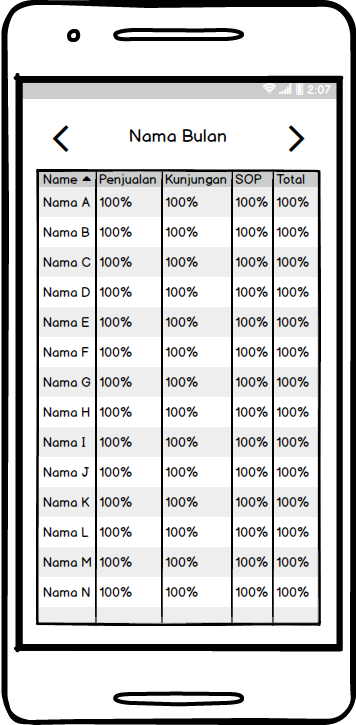 2:07
Nama Bulan
Name Penjualan Kunjungan SOP Total
Nama A 100% 100% 100% 100%
Nama B 100% 100% 100% 100%
Nama C 100% 100% 100% 100%
Nama D 100% 100% 100% 100%
Nama E 100% 100% 100% 100%
Nama F 100% 100% 100% 100%
Nama G 100% 100% 100% 100%
Nama H 100% 100% 100% 100%
Nama I 100% 100% 100% 100%
Nama J 100% 100% 100% 100%
Nama K 100% 100% 100% 100%
Nama L 100% 100% 100% 100%
Nama M 100% 100% 100% 100%
Nama N 100% 100% 100% 100%